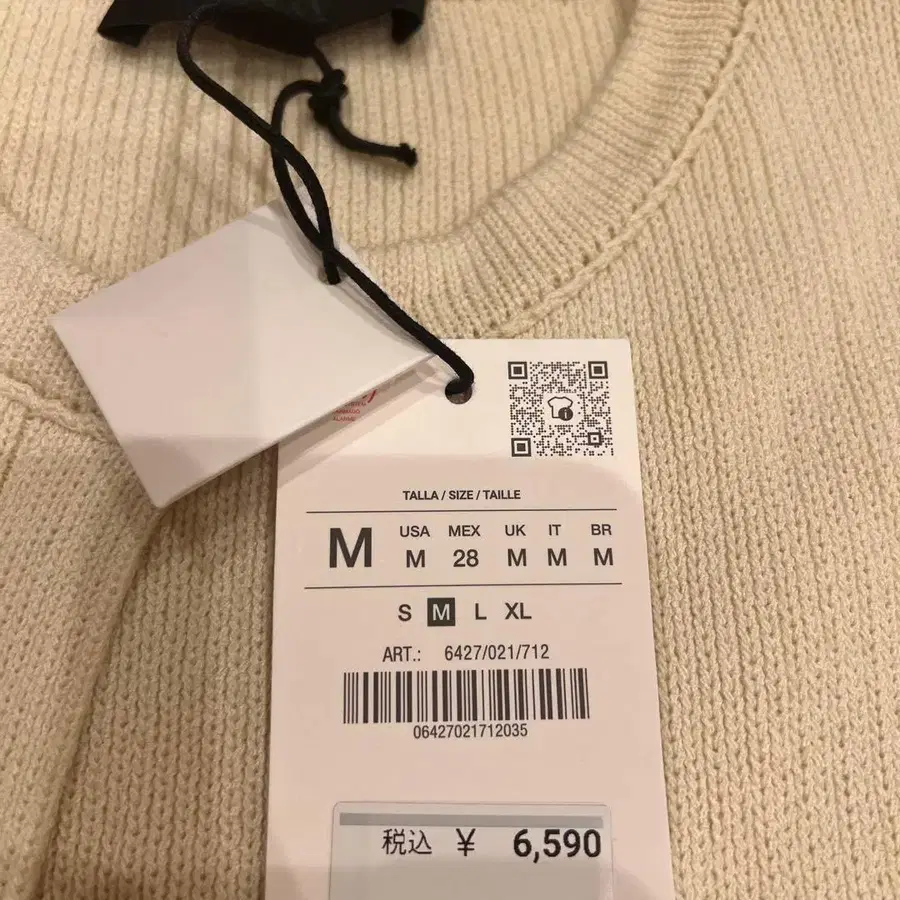 TALLA / SIZE / TAILLE
M USA MEX UK IT BR
M 28 M M M
S M L XL
ART.: 6427/021/712
06427021712035
税込 ¥ 6,590